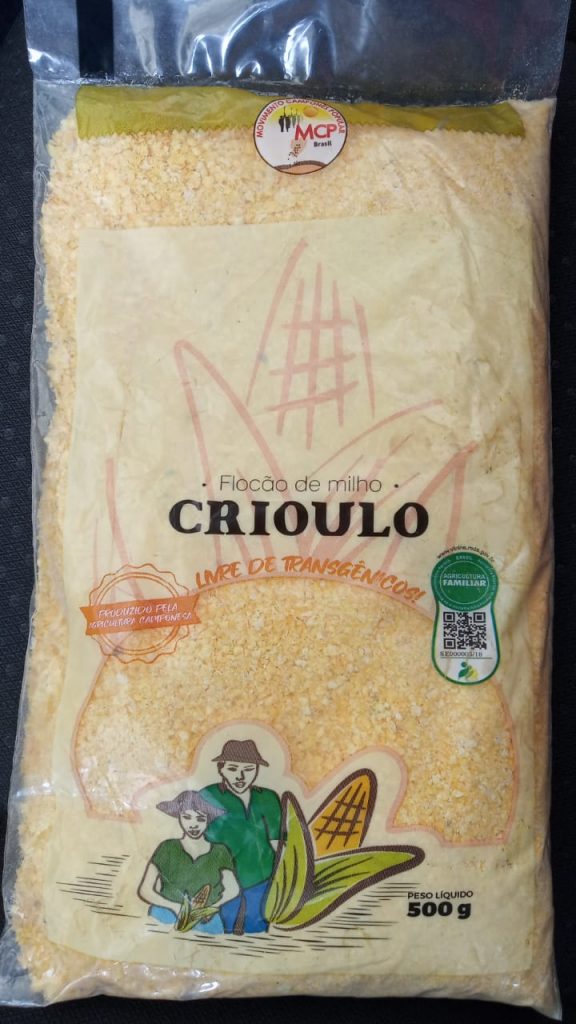 MOVIMENTO CAMPONÊS POPULAR
MCP
Brasil
· Flocão de milho ·
CRIOULO
LIVRE DE TRANSGÊNICOS!
PRODUZIDO PELA
AGRICULTURA CAMPONESA
BRASIL
AGRICULTURA
FAMILIAR
PESO LÍQUIDO
500 g